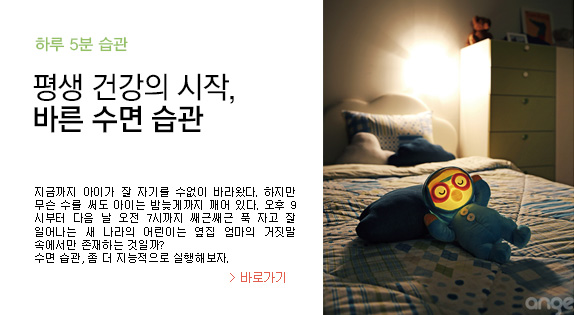 하루 5분 습관
평생 건강의 시작,
바른 수면 습관
지금까지 아이가 잘 자기를 수없이 바라왔다. 하지만
무슨 수를 써도 아이는 밤늦게까지 깨어 있다. 오후 9
시부터 다음 날 오전 7시까지 쌔근쌔근 푹 자고 잘
일어나는 새 나라의 어린이는 옆집 엄마의 거짓말
속에서만 존재하는 것일까?
수면 습관, 좀 더 지능적으로 실행해보자.
> 바로가기
ange